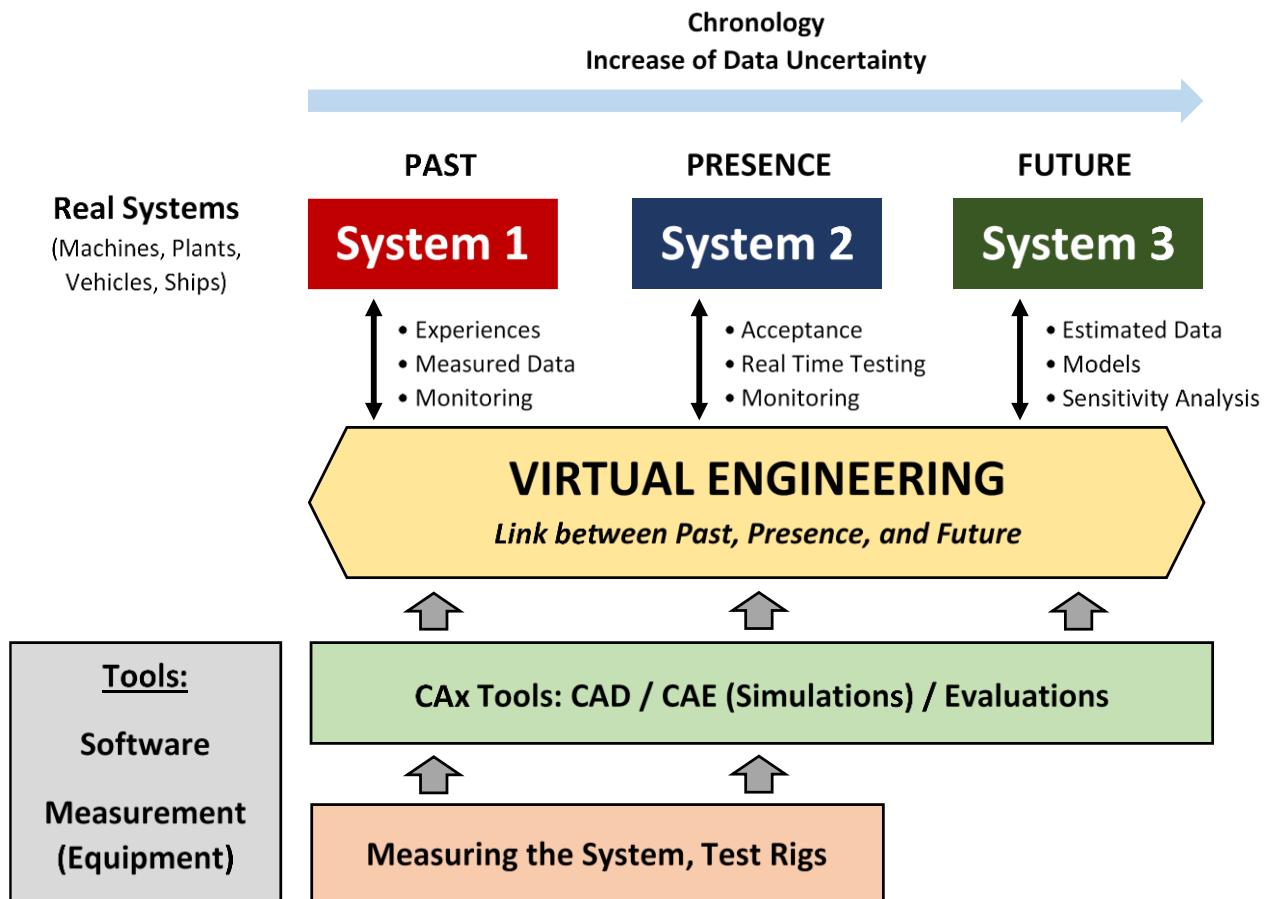 Chronology
Increase of Data Uncertainty
PAST
PRESENCE
FUTURE
Real Systems
(Machines, Plants,
Vehicles, Ships)
System 1
System 2
System 3
• Experiences
• Measured Data
• Monitoring
• Acceptance
• Real Time Testing
• Monitoring
• Estimated Data
• Models
• Sensitivity Analysis
VIRTUAL ENGINEERING
Link between Past, Presence, and Future
Tools:
Software
Measurement
(Equipment)
CAx Tools: CAD / CAE (Simulations) / Evaluations
Measuring the System, Test Rigs